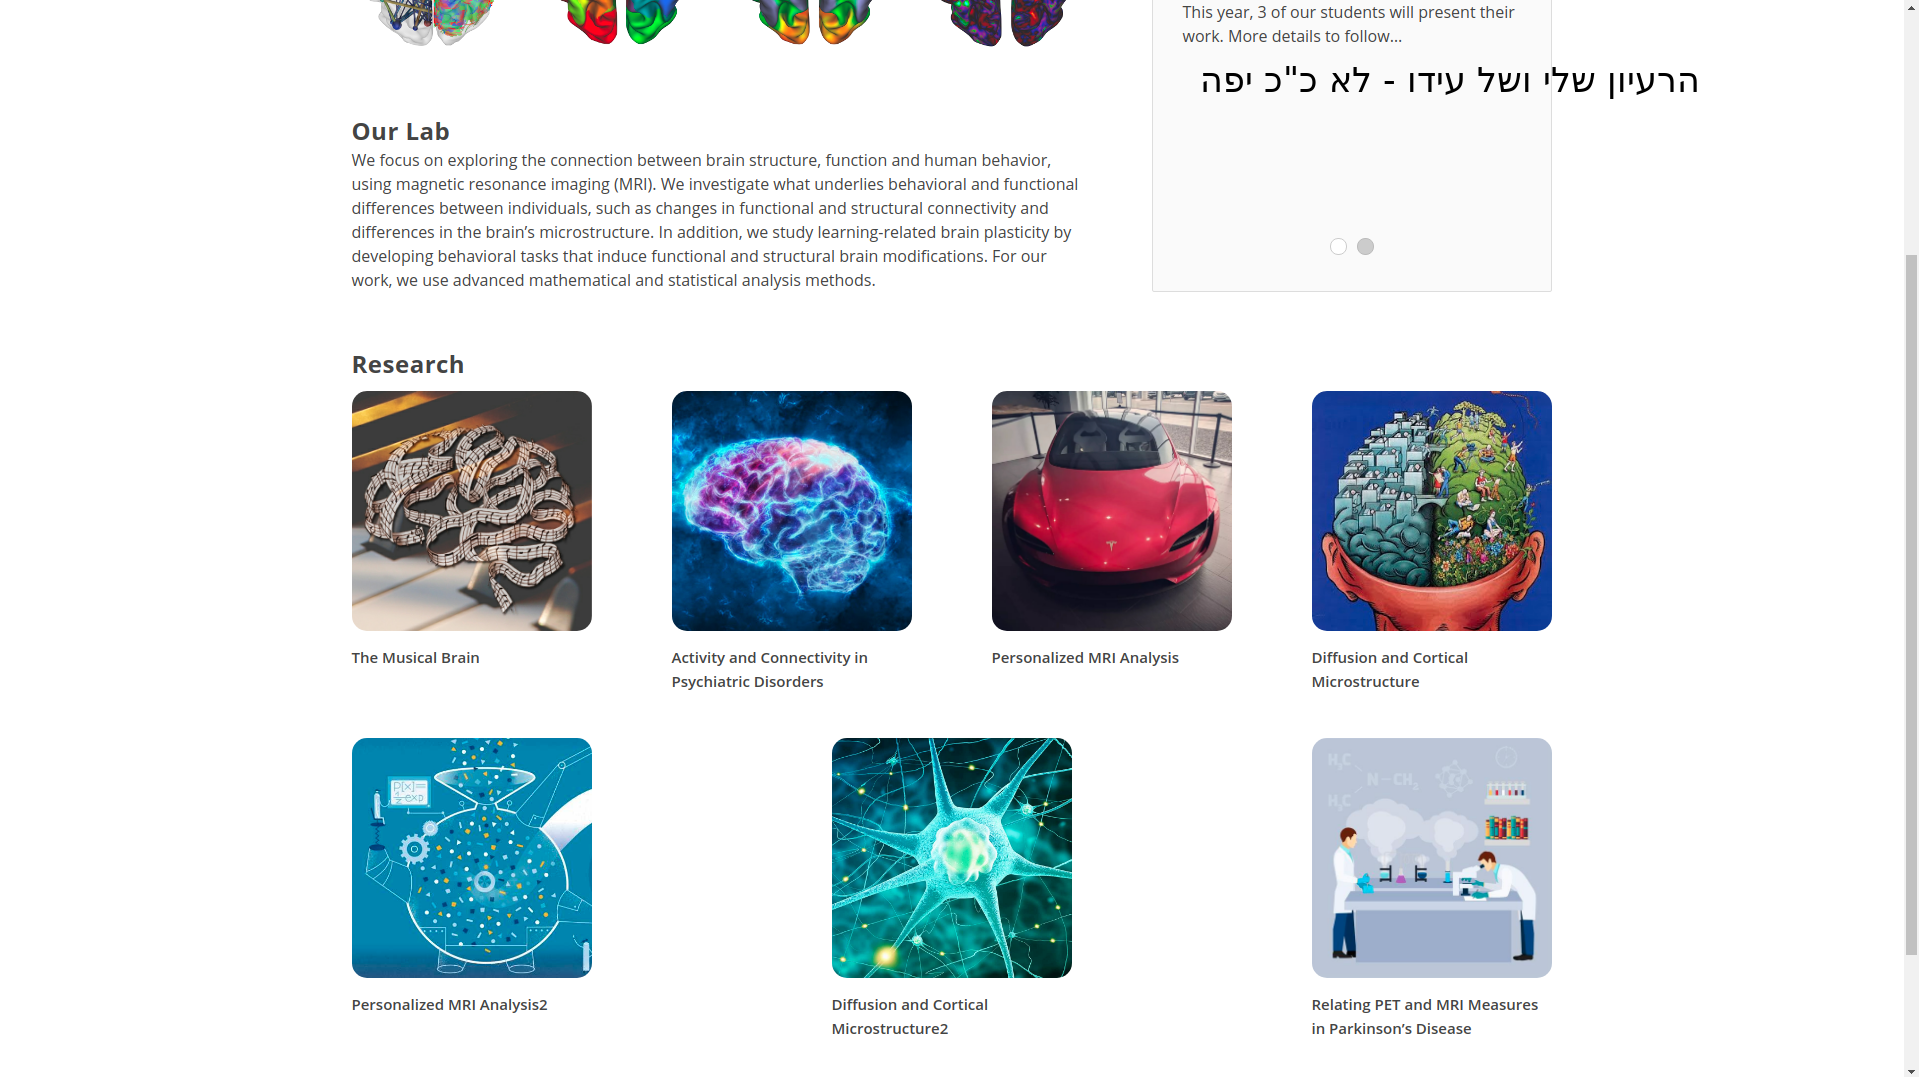 This year, 3 of our students will present their
work. More details to follow...
הרעיון שלי ושל עידו - לא כ"כ יפה
Our Lab
We focus on exploring the connection between brain structure, function and human behavior,
using magnetic resonance imaging (MRI). We investigate what underlies behavioral and functional
differences between individuals, such as changes in functional and structural connectivity and
differences in the brain’s microstructure. In addition, we study learning-related brain plasticity by
developing behavioral tasks that induce functional and structural brain modifications. For our
work, we use advanced mathematical and statistical analysis methods.
Research
The Musical Brain
Activity and Connectivity in
Psychiatric Disorders
Personalized MRI Analysis
Diffusion and Cortical
Microstructure
P[x]=
1/z exp
H₃C
N-CH₃
H₃C
Personalized MRI Analysis2
Diffusion and Cortical
Microstructure2
Relating PET and MRI Measures
in Parkinson’s Disease